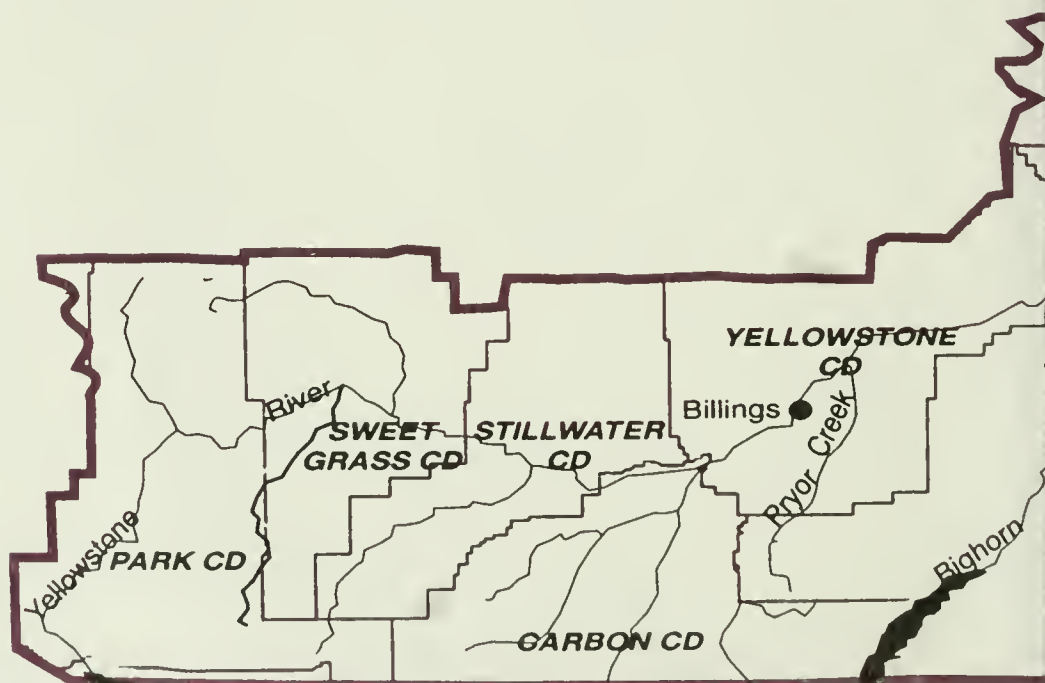 YELLOWSTONE
CD
Billings
Pryor Creek
River
SWEET
GRASS CD
STILLWATER
CD
Yellowstone
PARK CD
Bighorn
CARBON CD